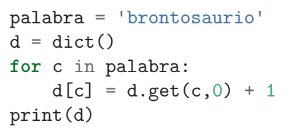 palabra = 'brontosaurio'
d = dict()
for c in palabra:
    d[c] = d.get(c,0) + 1
print(d)